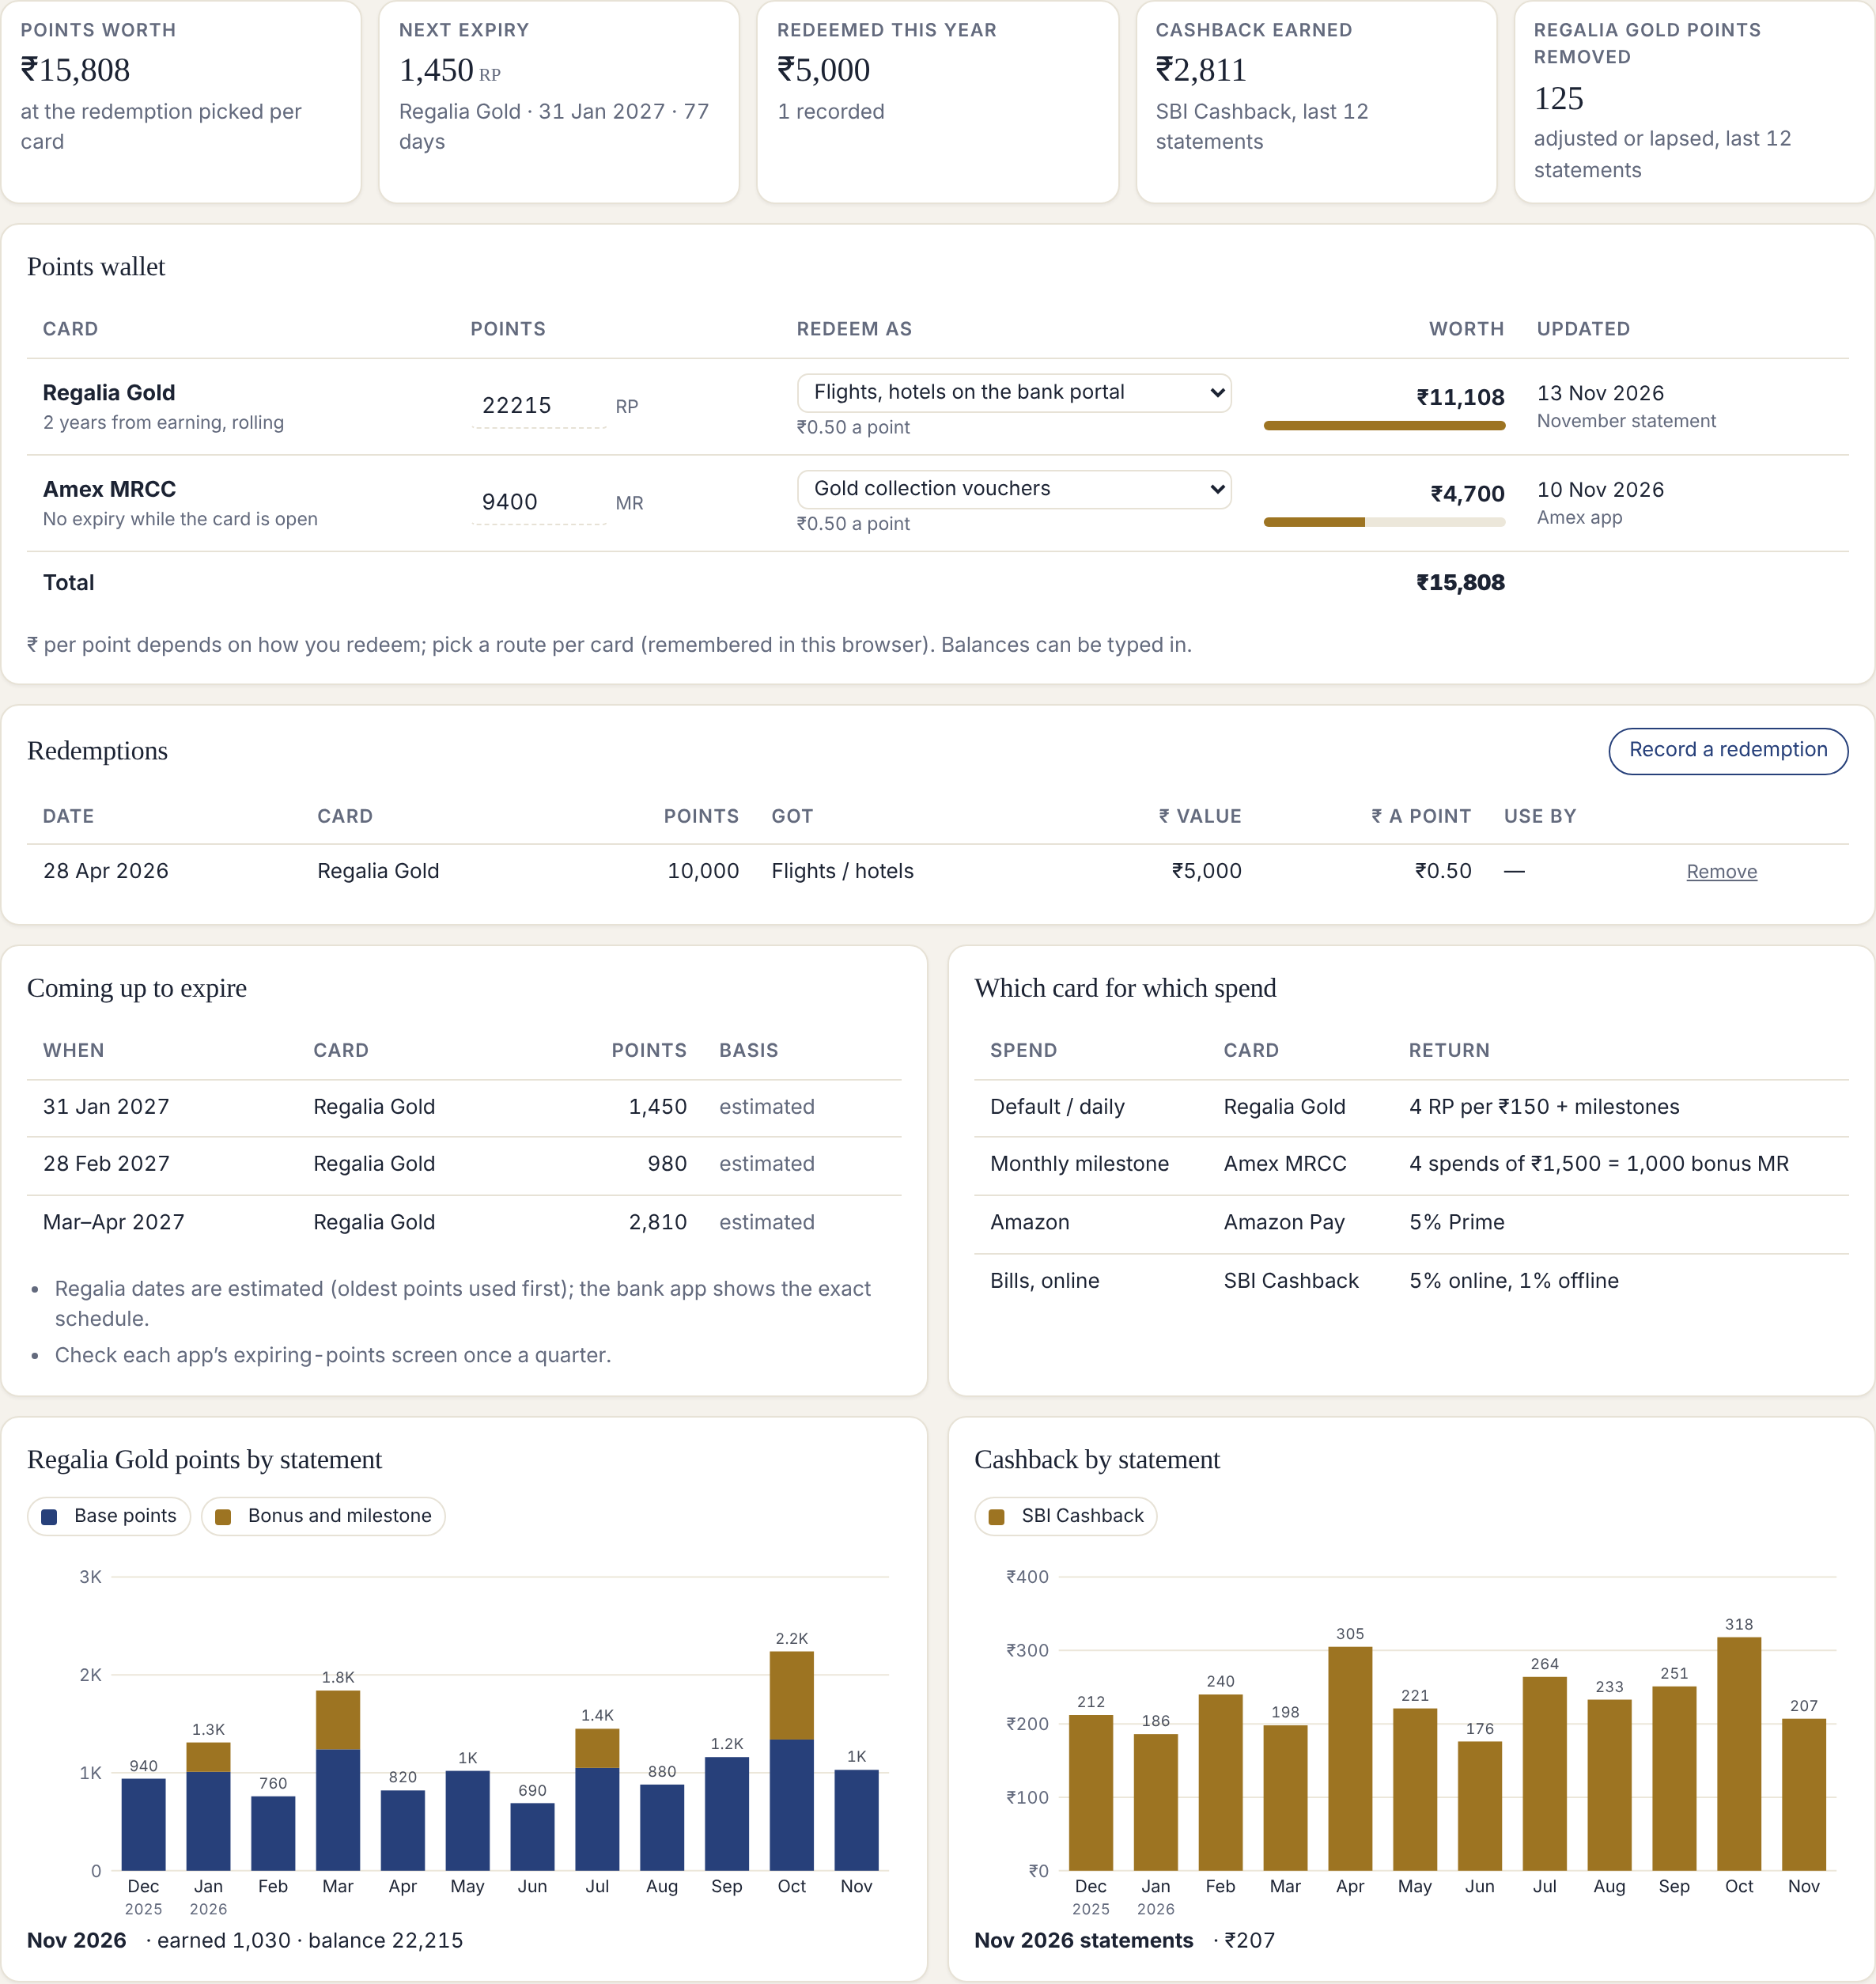 POINTS WORTH
₹15,808
at the redemption picked per
card
NEXT EXPIRY
1,450 RP
Regalia Gold · 31 Jan 2027 · 77
days
REDEEMED THIS YEAR
₹5,000
1 recorded
CASHBACK EARNED
₹2,811
SBI Cashback, last 12
statements
REGALIA GOLD POINTS
REMOVED
125
adjusted or lapsed, last 12
statements
Points wallet
CARD POINTS REDEEM AS WORTH UPDATED
Regalia Gold 22215 RP Flights, hotels on the bank portal ₹11,108 13 Nov 2026
2 years from earning, rolling ₹0.50 a point November statement
Amex MRCC 9400 MR Gold collection vouchers ₹4,700 10 Nov 2026
No expiry while the card is open ₹0.50 a point Amex app
Total ₹15,808
₹ per point depends on how you redeem; pick a route per card (remembered in this browser). Balances can be typed in.
Redemptions Record a redemption
DATE CARD POINTS GOT ₹ VALUE ₹ A POINT USE BY
28 Apr 2026 Regalia Gold 10,000 Flights / hotels ₹5,000 ₹0.50 — Remove
Coming up to expire
WHEN CARD POINTS BASIS
31 Jan 2027 Regalia Gold 1,450 estimated
28 Feb 2027 Regalia Gold 980 estimated
Mar–Apr 2027 Regalia Gold 2,810 estimated
• Regalia dates are estimated (oldest points used first); the bank app shows the exact
schedule.
• Check each app’s expiring-points screen once a quarter.
Which card for which spend
SPEND CARD RETURN
Default / daily Regalia Gold 4 RP per ₹150 + milestones
Monthly milestone Amex MRCC 4 spends of ₹1,500 = 1,000 bonus MR
Amazon Amazon Pay 5% Prime
Bills, online SBI Cashback 5% online, 1% offline
Regalia Gold points by statement
Base points Bonus and milestone
3K
2K
1K
0
940 1.3K 760 1.8K 820 1K 690 1.4K 880 1.2K 2.2K 1K
Dec Jan Feb Mar Apr May Jun Jul Aug Sep Oct Nov
2025 2026
Nov 2026 · earned 1,030 · balance 22,215
Cashback by statement
SBI Cashback
₹400
₹300
₹200
₹100
₹0
212 186 240 198 305 221 176 264 233 251 318 207
Dec Jan Feb Mar Apr May Jun Jul Aug Sep Oct Nov
2025 2026
Nov 2026 statements · ₹207